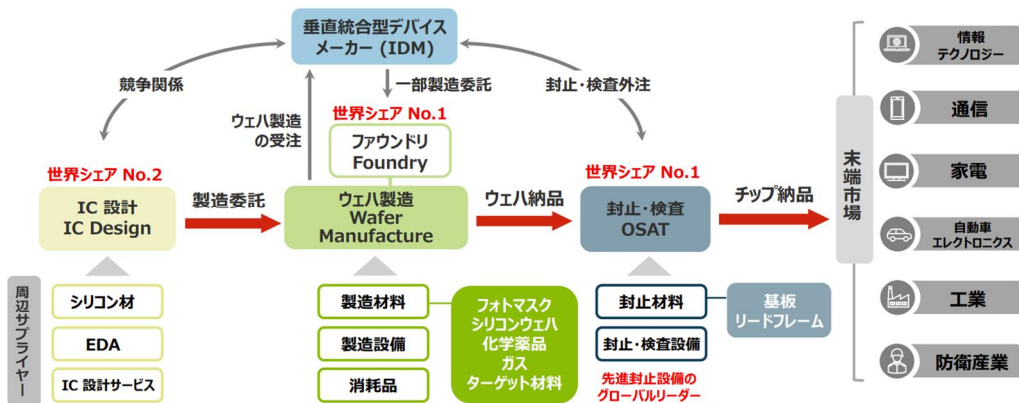 垂直統合型デバイス
メーカー (IDM)
競争関係
一部製造委託
封止・検査外注
ウェハ製造
の受注
世界シェア No.1
ファウンドリ
Foundry
世界シェア No.2
IC 設計
IC Design
製造委託
ウェハ製造
Wafer
Manufacture
ウェハ納品
世界シェア No.1
封止・検査
OSAT
チップ納品
末端市場
情報
テクノロジー
通信
家電
自動車
エレクトロニクス
工業
防衛産業
周辺サプライヤー
シリコン材
EDA
IC 設計サービス
製造材料
製造設備
消耗品
フォトマスク
シリコンウェハ
化学薬品
ガス
ターゲット材料
封止材料
封止・検査設備
先進封止設備の
グローバルリーダー
基板
リードフレーム